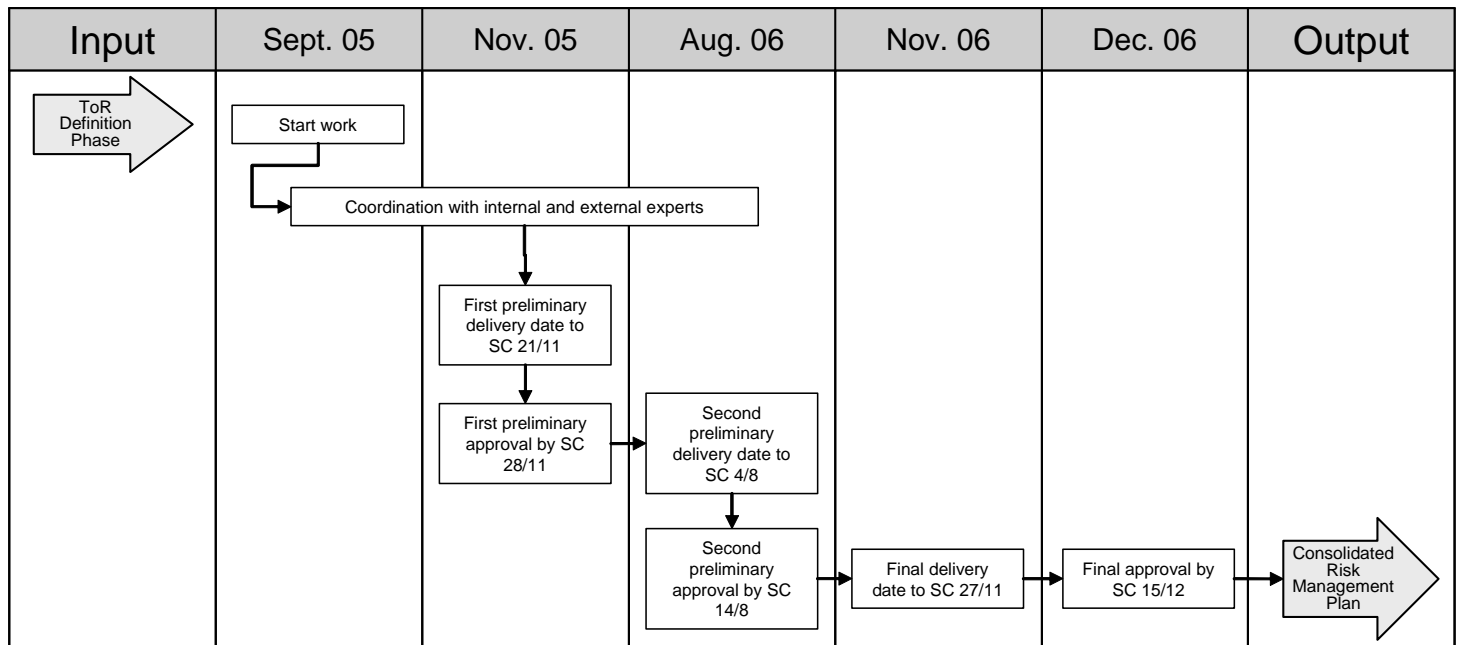 Input
Sept. 05
Nov. 05
Aug. 06
Nov. 06
Dec. 06
Output
ToR
Definition
Phase
Start work
Coordination with internal and external experts
First preliminary
delivery date to
SC 21/11
First preliminary
approval by SC
28/11
Second
preliminary
delivery date to
SC 4/8
Second
preliminary
approval by SC
14/8
Final delivery
date to SC 27/11
Final approval by
SC 15/12
Consolidated
Risk
Management
Plan